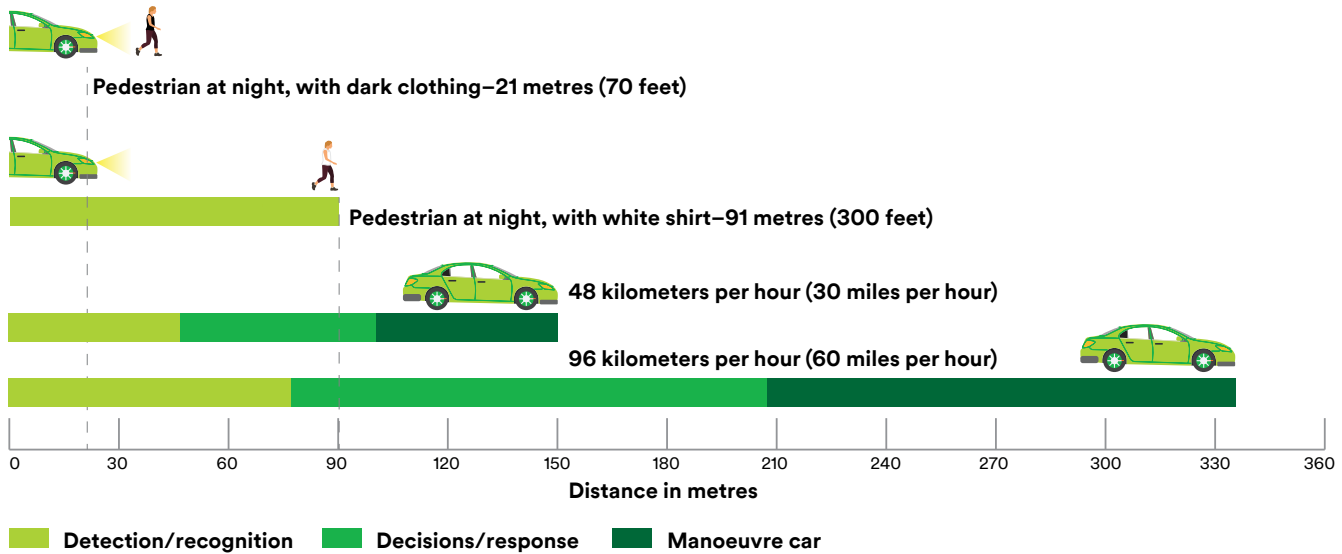 Pedestrian at night, with dark clothing–21 metres (70 feet)
Pedestrian at night, with white shirt–91 metres (300 feet)
48 kilometers per hour (30 miles per hour)
96 kilometers per hour (60 miles per hour)
0 30 60 90 120 150 180 210 240 270 300 330 360
Distance in metres
Detection/recognition Decisions/response Manoeuvre car